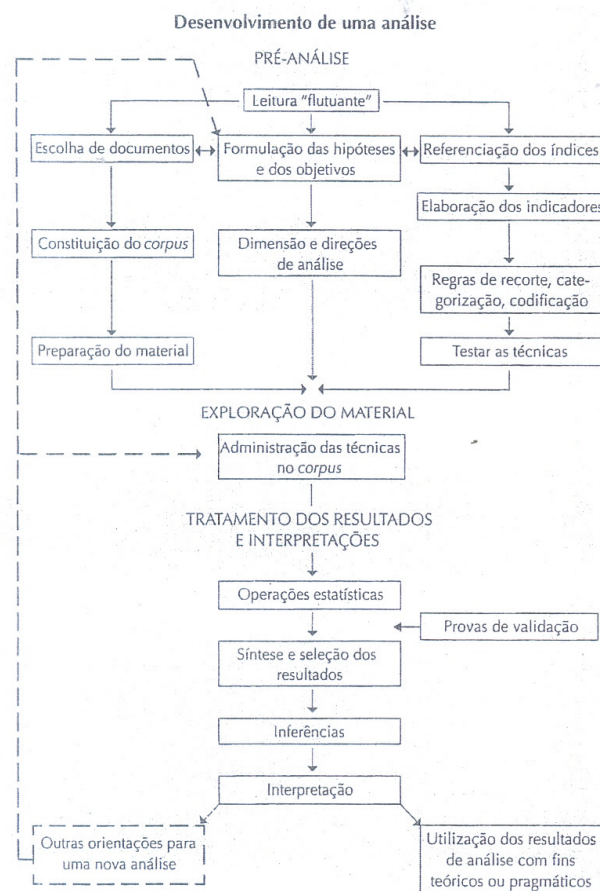 Desenvolvimento de uma análise
PRÉ-ANÁLISE
Leitura "flutuante"
Escolha de documentos
Formulação das hipóteses
e dos objetivos
Referenciação dos índices
Elaboração dos indicadores
Constituição do corpus
Dimensão e direções
de análise
Regras de recorte, cate-
gorização, codificação
Preparação do material
Testar as técnicas
EXPLORAÇÃO DO MATERIAL
Administração das técnicas
no corpus
TRATAMENTO DOS RESULTADOS
E INTERPRETAÇÕES
Operações estatísticas
Provas de validação
Síntese e seleção dos
resultados
Inferências
Interpretação
Outras orientações para
uma nova análise
Utilização dos resultados
de análise com fins
teóricos ou pragmáticos